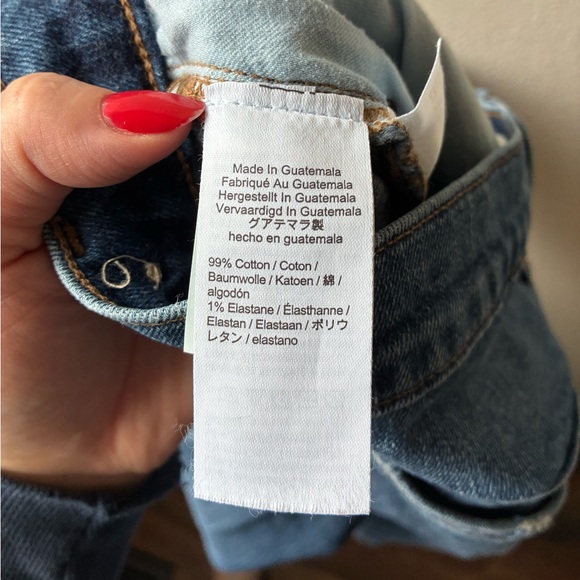 Made In Guatemala
Fabriqué Au Guatemala
Hergestellt In Guatemala
Vervaardigd In Guatemala
グアテマラ製
hecho en guatemala
99% Cotton / Coton /
Baumwolle / Katoen / 綿 /
algodón
1% Elastane / Élasthanne /
Elastan / Elastaan / ポリウ
レタン / elastano